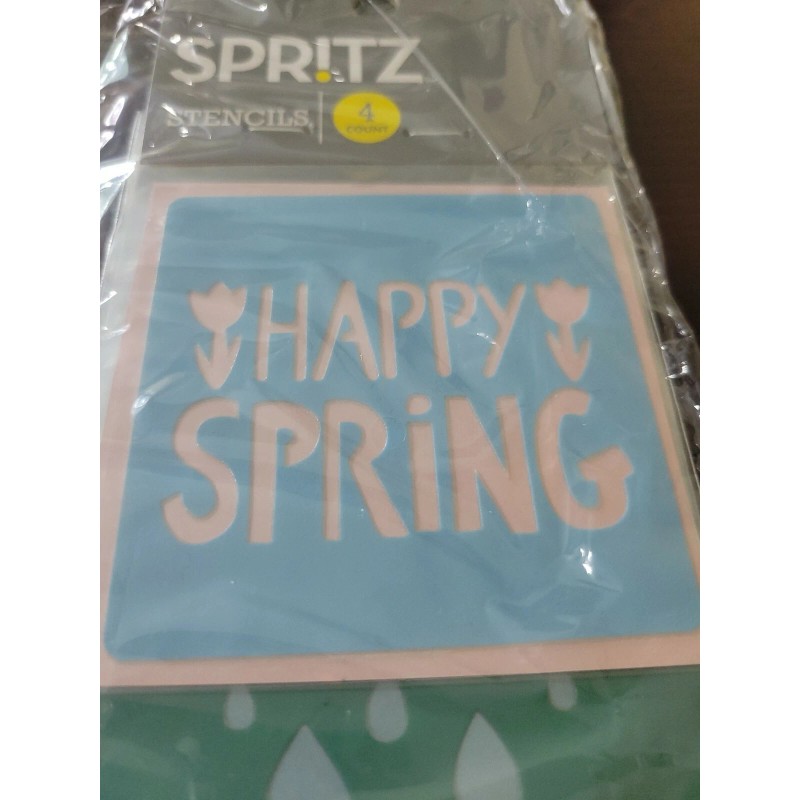 SPR!TZ
STENCILS 4
COUNT
HAPPY
SPRiNG